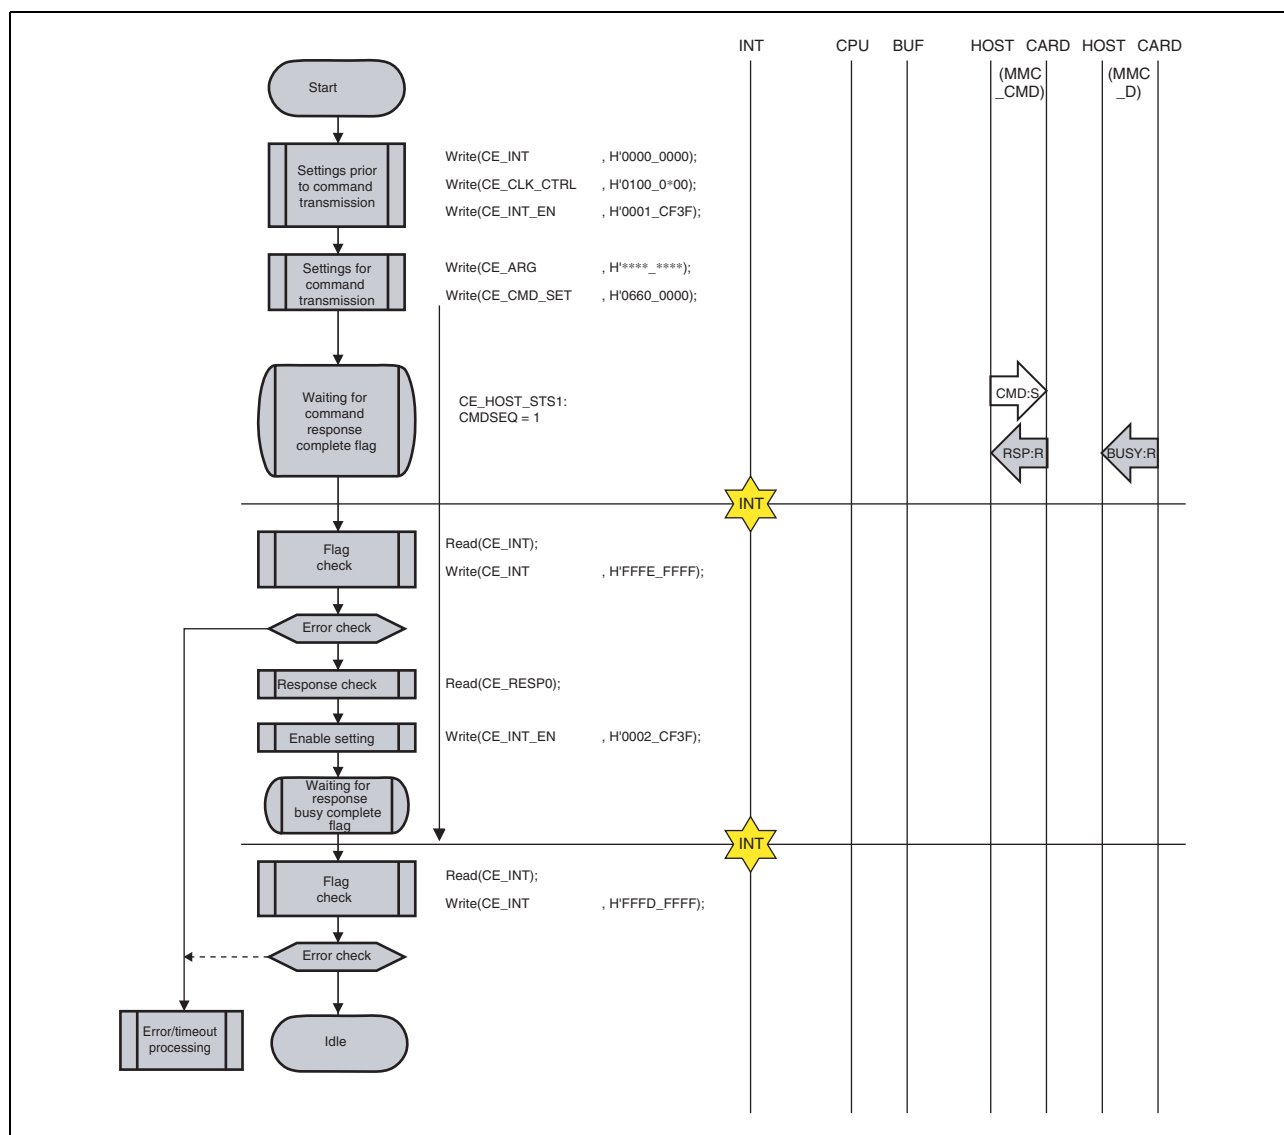 INT CPU BUF HOST CARD HOST CARD
(MMC
_CMD)
(MMC
_D)
Start
Settings prior
to command
transmission
Write(CE_INT , H'0000_0000);
Write(CE_CLK_CTRL , H'0100_0*00);
Write(CE_INT_EN , H'0001_CF3F);
Settings for
command
transmission
Write(CE_ARG , H'****_****);
Write(CE_CMD_SET , H'0660_0000);
Waiting for
command
response
complete flag
CE_HOST_STS1:
CMDSEQ = 1
CMD:S
RSP:R
BUSY:R
INT
Flag
check
Read(CE_INT);
Write(CE_INT , H'FFFE_FFFF);
Error check
Response check
Read(CE_RESP0);
Enable setting
Write(CE_INT_EN , H'0002_CF3F);
Waiting for
response
busy complete
flag
INT
Flag
check
Read(CE_INT);
Write(CE_INT , H'FFFD_FFFF);
Error check
Error/timeout
processing
Idle